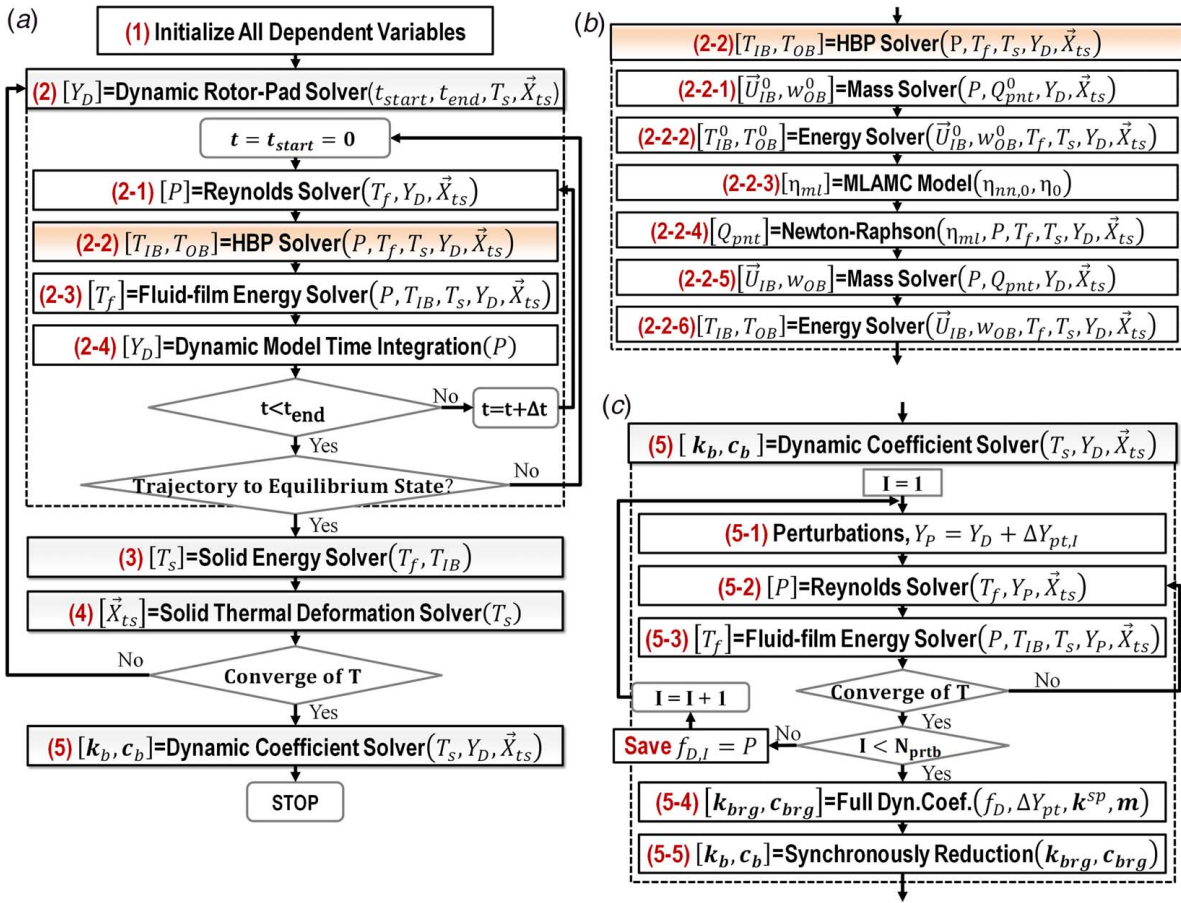 (a)
(1) Initialize All Dependent Variables
(2) [Y_D]=Dynamic Rotor-Pad Solver(t_start, t_end, T_s, X⃗_ts)
t = t_start = 0
(2-1) [P]=Reynolds Solver(T_f, Y_D, X⃗_ts)
(2-2) [T_IB, T_OB]=HBP Solver(P, T_f, T_s, Y_D, X⃗_ts)
(2-3) [T_f]=Fluid-film Energy Solver(P, T_IB, T_s, Y_D, X⃗_ts)
(2-4) [Y_D]=Dynamic Model Time Integration(P)
t<t_end
No
t=t+Δt
Yes
Trajectory to Equilibrium State?
No
Yes
(3) [T_s]=Solid Energy Solver(T_f, T_IB)
(4) [X⃗_ts]=Solid Thermal Deformation Solver(T_s)
No
Converge of T
Yes
(5) [k_b, c_b]=Dynamic Coefficient Solver(T_s, Y_D, X⃗_ts)
STOP
(b)
(2-2)[T_IB, T_OB]=HBP Solver(P, T_f, T_s, Y_D, X⃗_ts)
(2-2-1)[U⃗⁰_IB, w⁰_OB]=Mass Solver(P, Q⁰_pnt, Y_D, X⃗_ts)
(2-2-2)[T⁰_IB, T⁰_OB]=Energy Solver(U⃗⁰_IB, w⁰_OB, T_f, T_s, Y_D, X⃗_ts)
(2-2-3)[η_ml]=MLAMC Model(η_nn,0, η_0)
(2-2-4)[Q_pnt]=Newton-Raphson(η_ml, P, T_f, T_s, Y_D, X⃗_ts)
(2-2-5)[U⃗_IB, w_OB]=Mass Solver(P, Q_pnt, Y_D, X⃗_ts)
(2-2-6)[T_IB, T_OB]=Energy Solver(U⃗_IB, w_OB, T_f, T_s, Y_D, X⃗_ts)
(c)
(5) [k_b, c_b]=Dynamic Coefficient Solver(T_s, Y_D, X⃗_ts)
I = 1
(5-1) Perturbations, Y_P = Y_D + ΔY_pt,I
(5-2) [P]=Reynolds Solver(T_f, Y_P, X⃗_ts)
(5-3) [T_f]=Fluid-film Energy Solver(P, T_IB, T_s, Y_P, X⃗_ts)
Converge of T
No
I = I + 1
Yes
Save f_D,I = P
No
I < N_prtb
Yes
(5-4) [k_brg, c_brg]=Full Dyn.Coef.(f_D, ΔY_pt, k^sp, m)
(5-5) [k_b, c_b]=Synchronously Reduction(k_brg, c_brg)